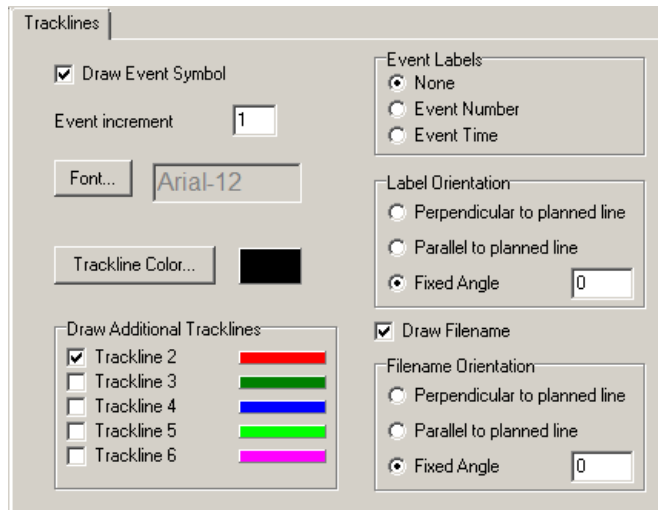 Tracklines
Draw Event Symbol
Event increment 1
Font... Arial-12
Trackline Color...
Draw Additional Tracklines
Trackline 2
Trackline 3
Trackline 4
Trackline 5
Trackline 6
Event Labels
None
Event Number
Event Time
Label Orientation
Perpendicular to planned line
Parallel to planned line
Fixed Angle 0
Draw Filename
Filename Orientation
Perpendicular to planned line
Parallel to planned line
Fixed Angle 0